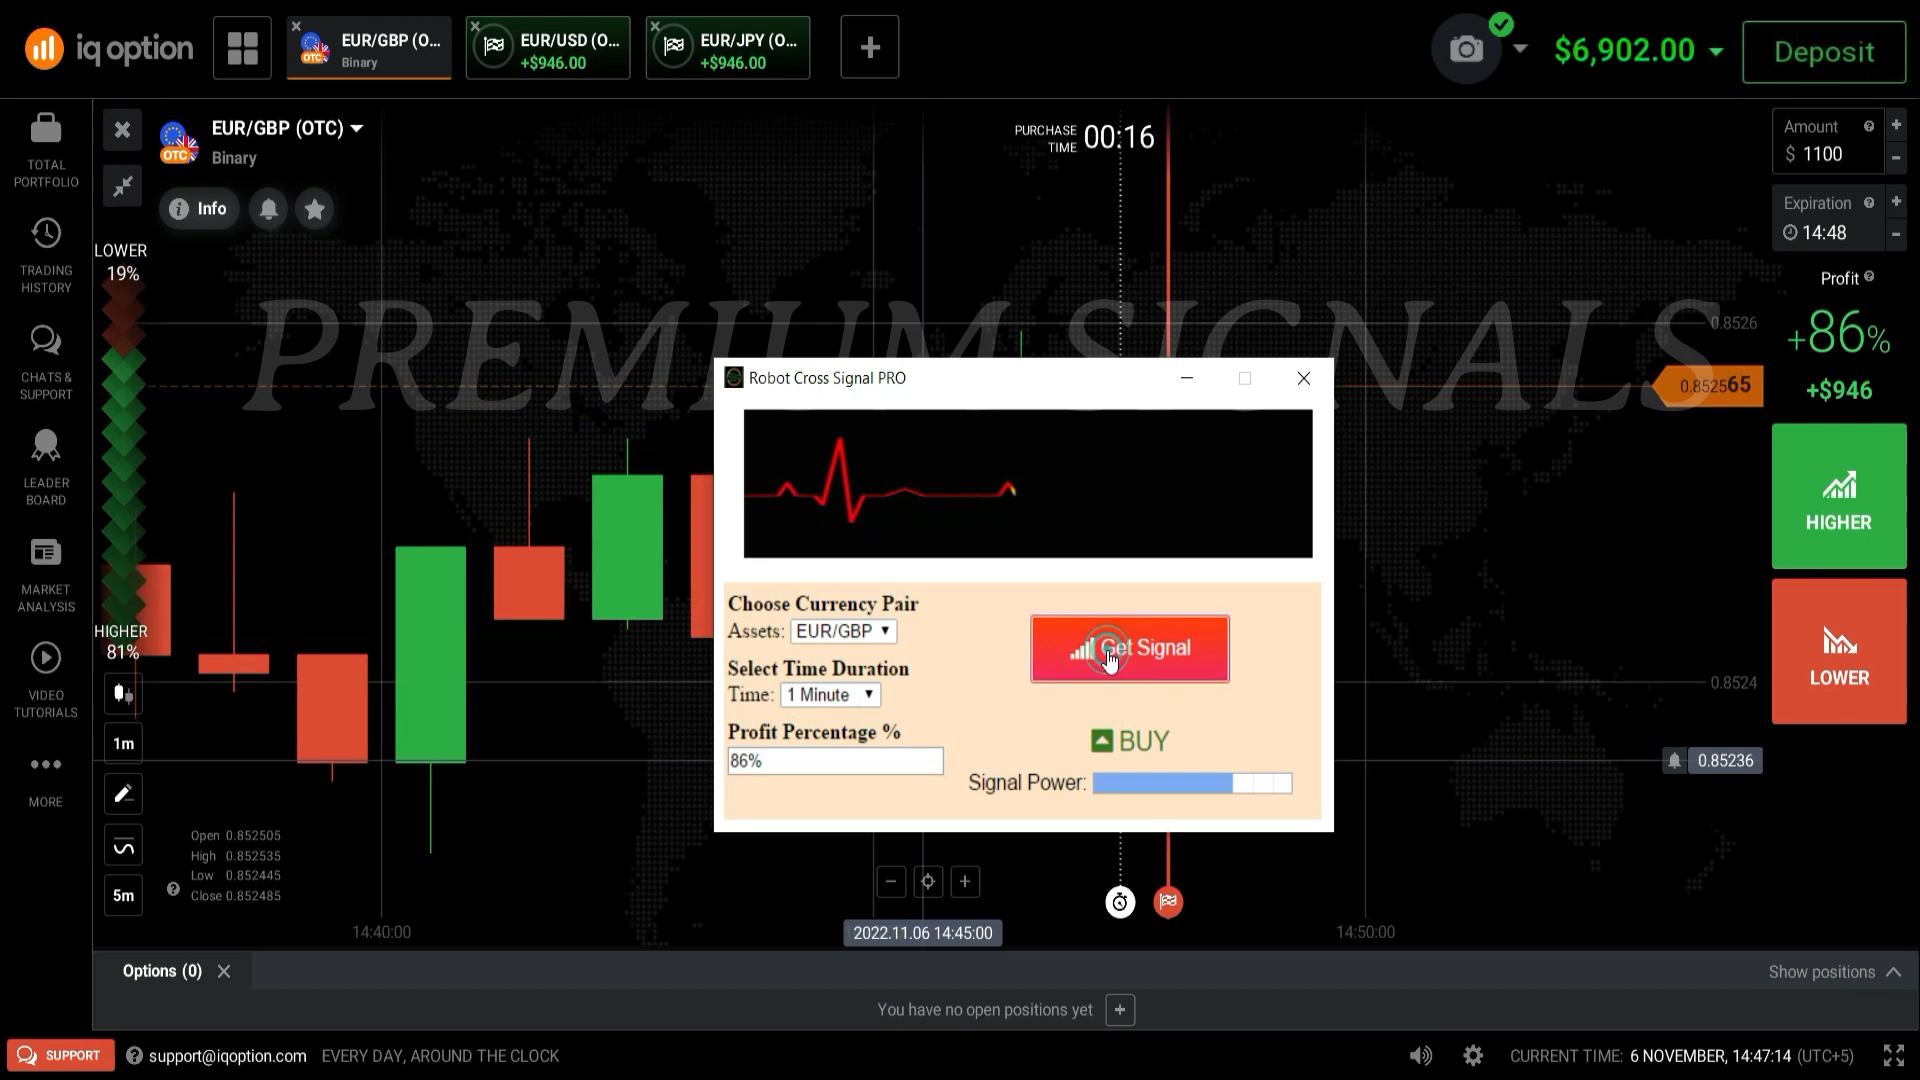 iq option
EUR/GBP (O...
Binary
EUR/USD (O...
+$946.00
EUR/JPY (O...
+$946.00
$6,902.00
Deposit
TOTAL
PORTFOLIO
TRADING
HISTORY
CHATS &
SUPPORT
LEADER
BOARD
MARKET
ANALYSIS
VIDEO
TUTORIALS
MORE
OTC
EUR/GBP (OTC)
Binary
Info
LOWER
19%
HIGHER
81%
1m
5m
PURCHASE
TIME
00:16
PREMIUM SIGNALS
Robot Cross Signal PRO
Choose Currency Pair
Assets: EUR/GBP
Select Time Duration
Time: 1 Minute
Profit Percentage %
86%
Get Signal
BUY
Signal Power:
Open 0.852505
High 0.852535
Low 0.852445
Close 0.852485
14:40:00
2022.11.06 14:45:00
14:50:00
0.8526
0.852565
0.8524
0.85236
Amount
$ 1100
Expiration
14:48
Profit
+86%
+$946
HIGHER
LOWER
Options (0)
Show positions
You have no open positions yet
SUPPORT
support@iqoption.com EVERY DAY, AROUND THE CLOCK
CURRENT TIME: 6 NOVEMBER, 14:47:14 (UTC+5)